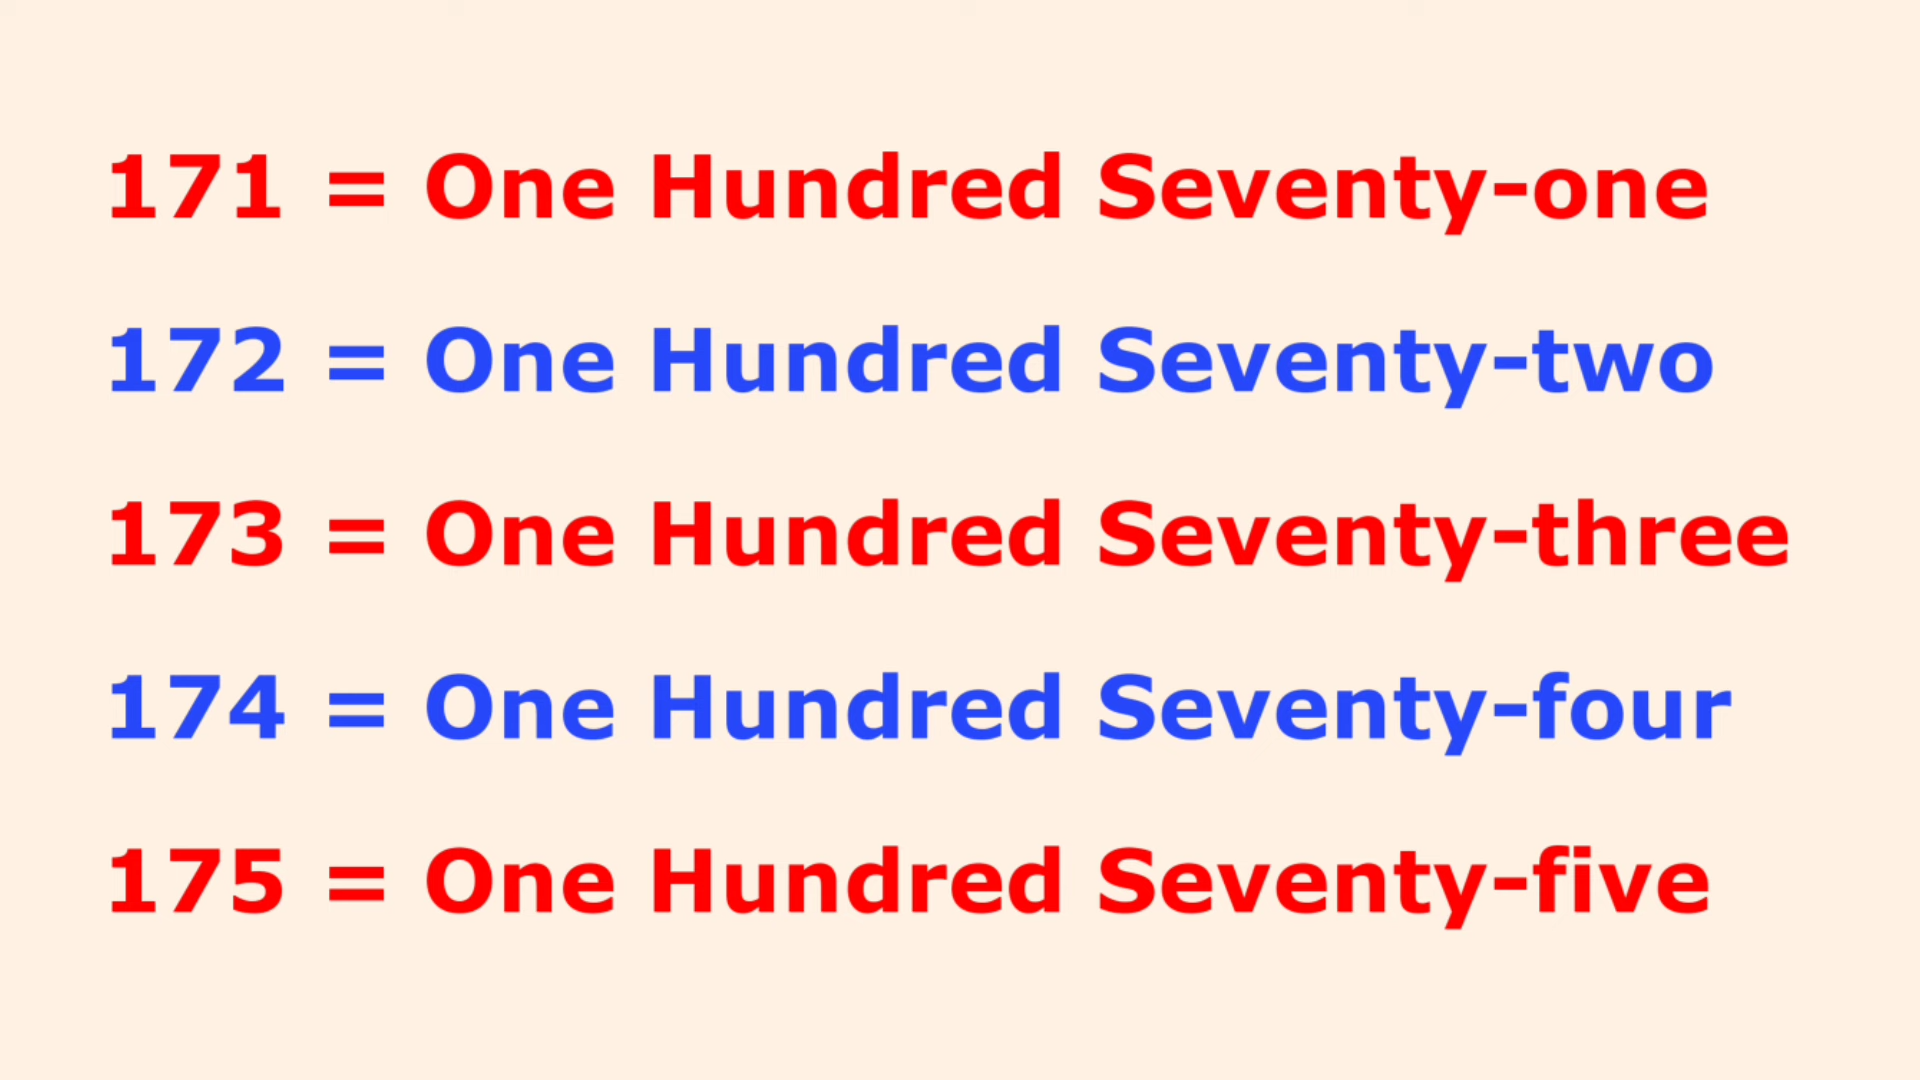 171 = One Hundred Seventy-one
172 = One Hundred Seventy-two
173 = One Hundred Seventy-three
174 = One Hundred Seventy-four
175 = One Hundred Seventy-five